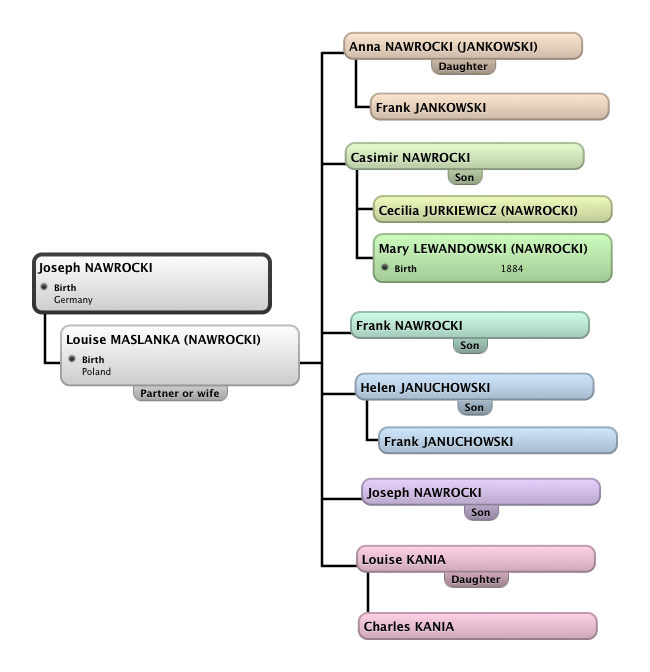 Anna NAWROCKI (JANKOWSKI)
Daughter
Frank JANKOWSKI
Casimir NAWROCKI
Son
Cecilia JURKIEWICZ (NAWROCKI)
Mary LEWANDOWSKI (NAWROCKI)
Birth 1884
Joseph NAWROCKI
Birth
Germany
Louise MASLANKA (NAWROCKI)
Birth
Poland
Partner or wife
Frank NAWROCKI
Son
Helen JANUCHOWSKI
Son
Frank JANUCHOWSKI
Joseph NAWROCKI
Son
Louise KANIA
Daughter
Charles KANIA